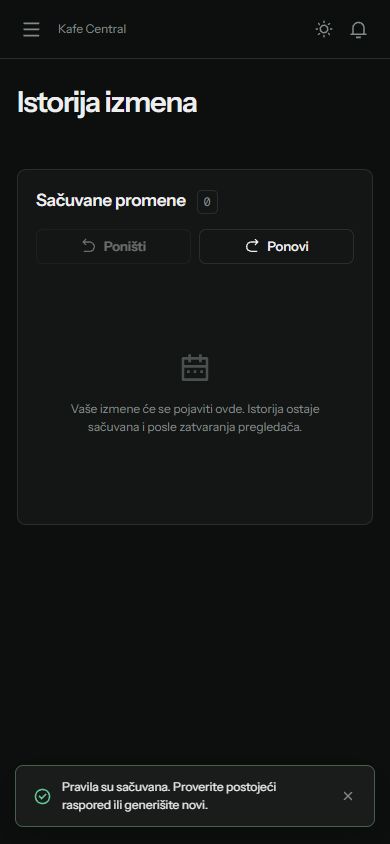 Kafe Central
Istorija izmena
Sačuvane promene 0
Poništi
Ponovi
Vaše izmene će se pojaviti ovde. Istorija ostaje
sačuvana i posle zatvaranja pregledača.
Pravila su sačuvana. Proverite postojeći
raspored ili generišite novi.